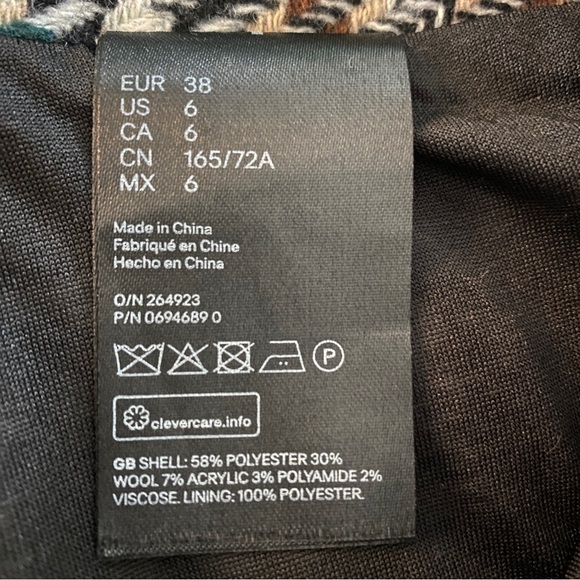 EUR 38
US 6
CA 6
CN 165/72A
MX 6
Made in China
Fabriqué en Chine
Hecho en China
O/N 264923
P/N 0694689 0
P
clevercare.info
GB SHELL: 58% POLYESTER 30%
WOOL 7% ACRYLIC 3% POLYAMIDE 2%
VISCOSE. LINING: 100% POLYESTER.